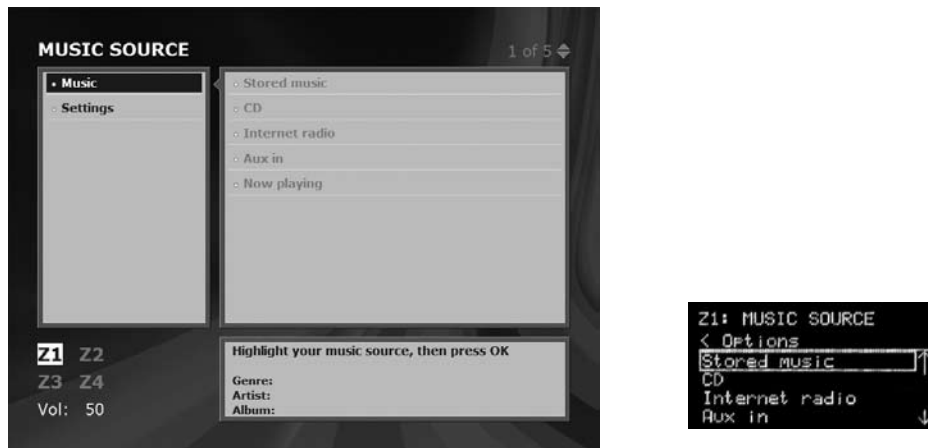 MUSIC SOURCE
1 of 5
Music
Settings
Stored music
CD
Internet radio
Aux in
Now playing
Z1 Z2
Z3 Z4
Vol: 50
Highlight your music source, then press OK
Genre:
Artist:
Album:
Z1: MUSIC SOURCE
< Options
Stored music
CD
Internet radio
Aux in